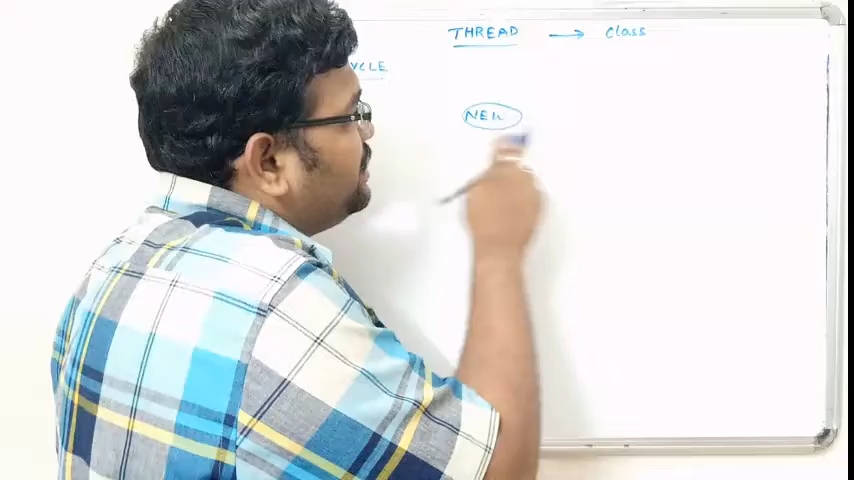 THREAD → Class
YCLE
NEW